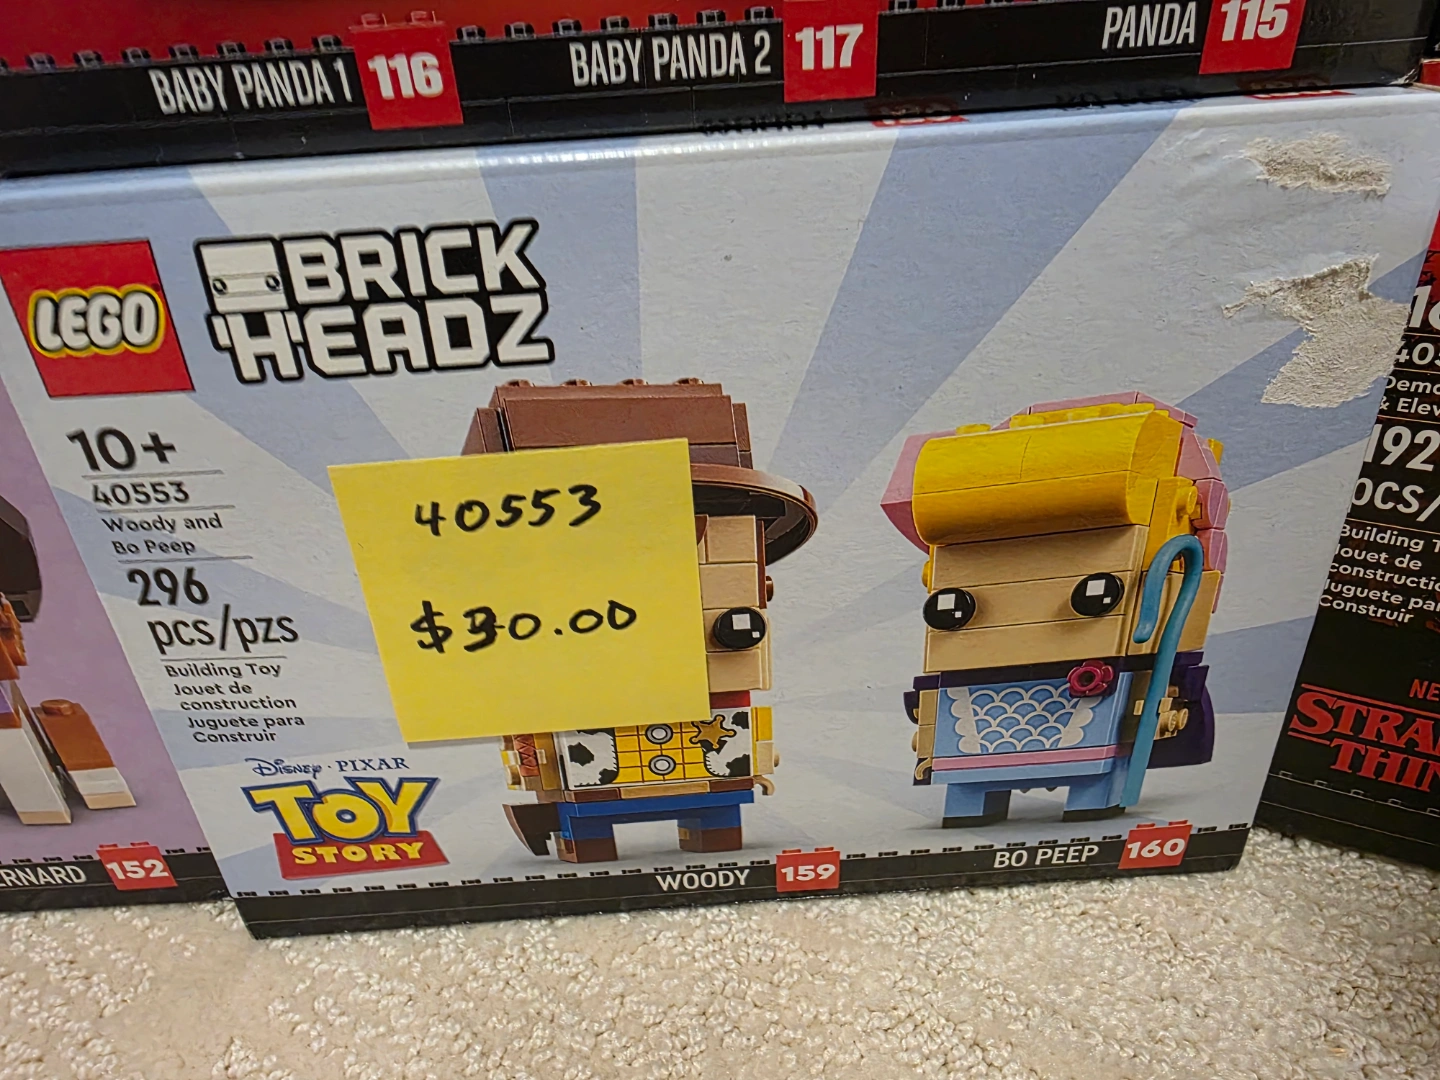 BABY PANDA 1 116
BABY PANDA 2 117
PANDA 115
LEGO
BRICK
HEADZ
10+
40553
Woody and
Bo Peep
296
pcs/pzs
Building Toy
Jouet de
construction
Juguete para
Construir
Disney · PIXAR
TOY
STORY
40553
$30.00
WOODY 159
BO PEEP 160
152
192